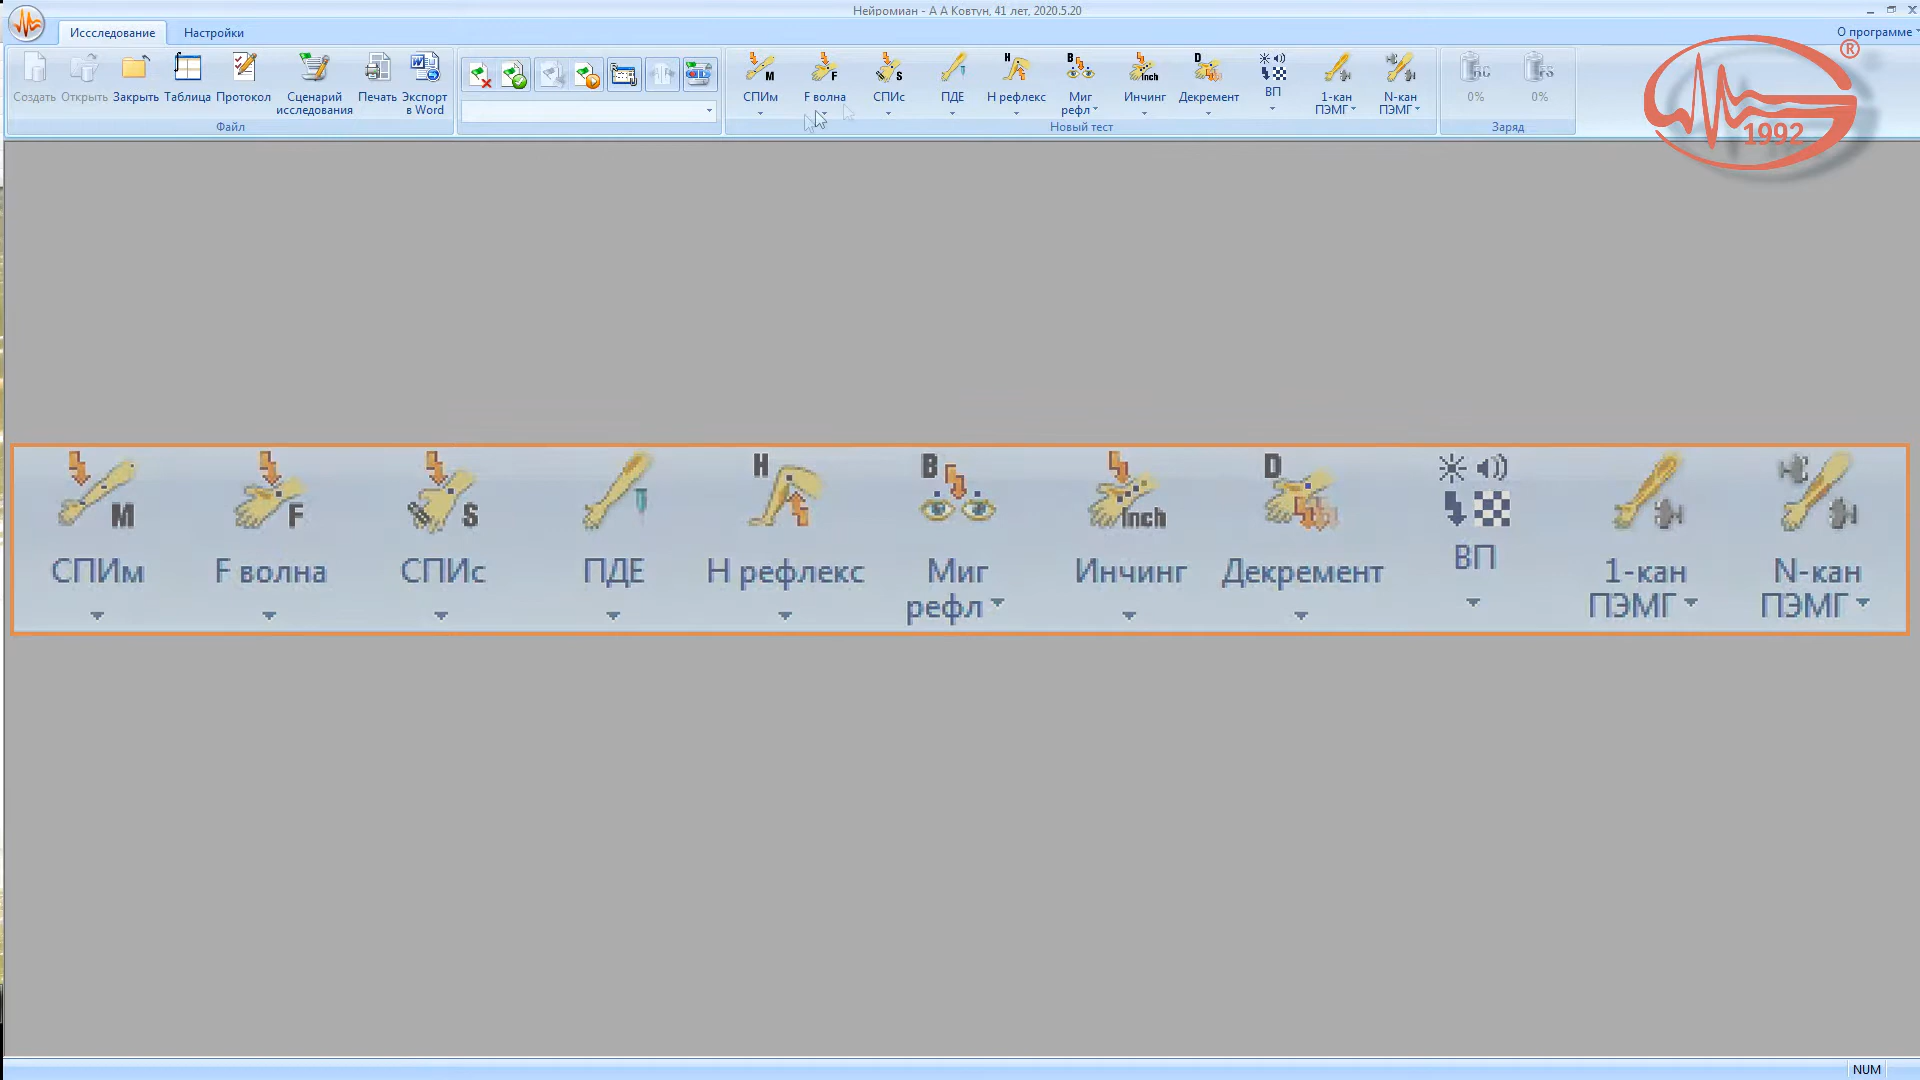 Нейромиан - А А Ковтун, 41 лет, 2020.5.20
Иссследование Настройки
О программе
Создать Открыть Закрыть Таблица Протокол Сценарий исследования Печать Экспорт в Word
Файл
M СПИм F F волна S СПИс ПДЕ H H рефлекс B Миг рефл Inch Инчинг D Декремент ВП 1-кан ПЭМГ N-кан ПЭМГ
Новый тест
0% 0%
Заряд
® 1992
M F S H B Inch D
СПИм F волна СПИс ПДЕ H рефлекс Миг рефл Инчинг Декремент ВП 1-кан ПЭМГ N-кан ПЭМГ
NUM